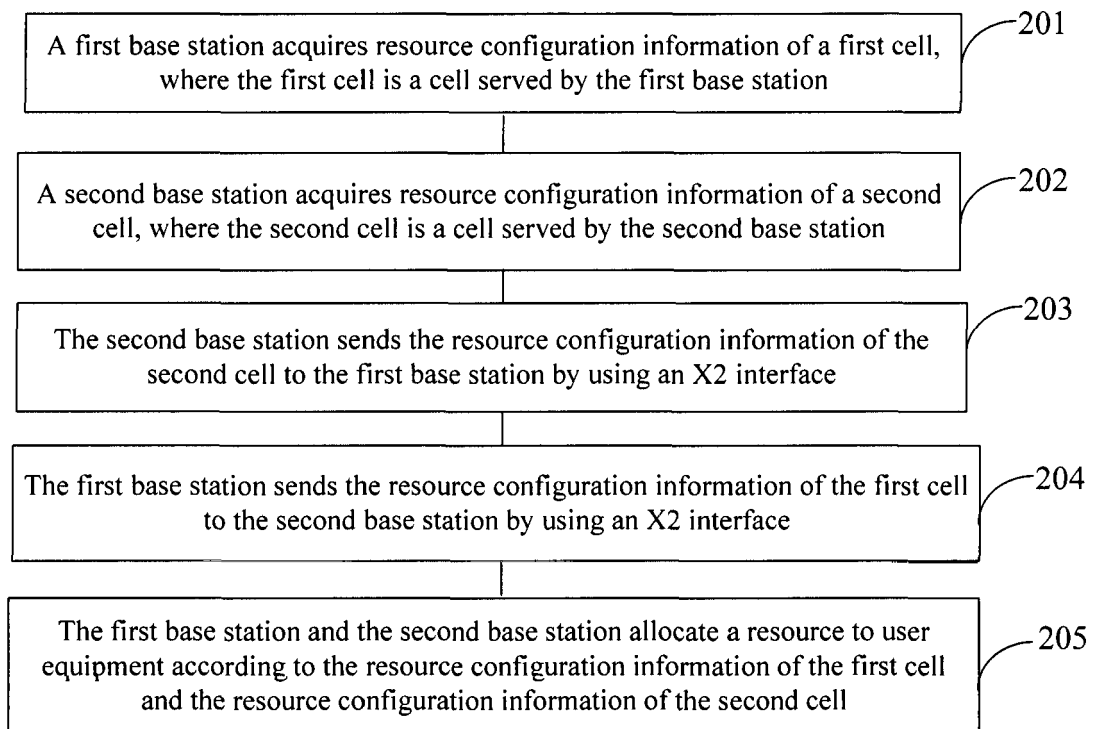 A first base station acquires resource configuration information of a first cell,
where the first cell is a cell served by the first base station
201
A second base station acquires resource configuration information of a second
cell, where the second cell is a cell served by the second base station
202
The second base station sends the resource configuration information of the
second cell to the first base station by using an X2 interface
203
The first base station sends the resource configuration information of the first cell
to the second base station by using an X2 interface
204
The first base station and the second base station allocate a resource to user
equipment according to the resource configuration information of the first cell
and the resource configuration information of the second cell
205